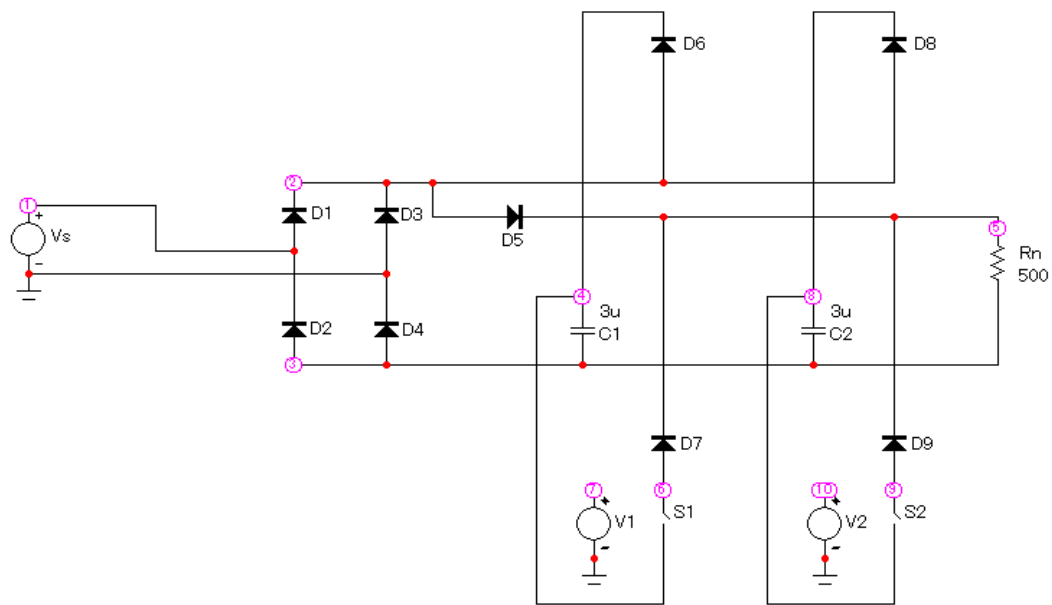 D6
D8
1
2
+
Vs
D1
D3
5
D5
Rn
500
-
4
8
3u
C1
3u
C2
D2
D4
3
D7
D9
7
6
10
9
+
V1
S1
+
V2
S2
-
-